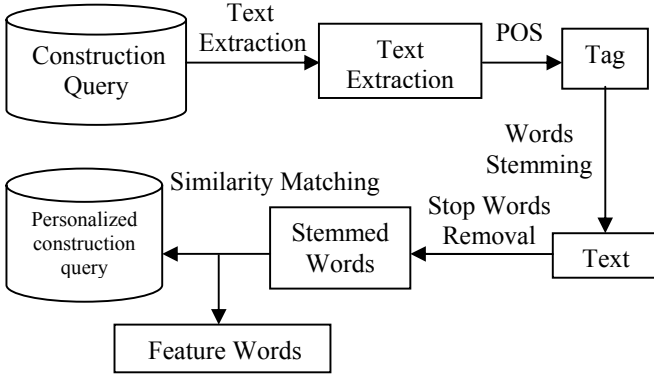 Construction
Query
Text
Extraction
Text
Extraction
POS
Tag
Words
Stemming
Similarity Matching
Personalized
construction
query
Stemmed
Words
Stop Words
Removal
Text
Feature Words